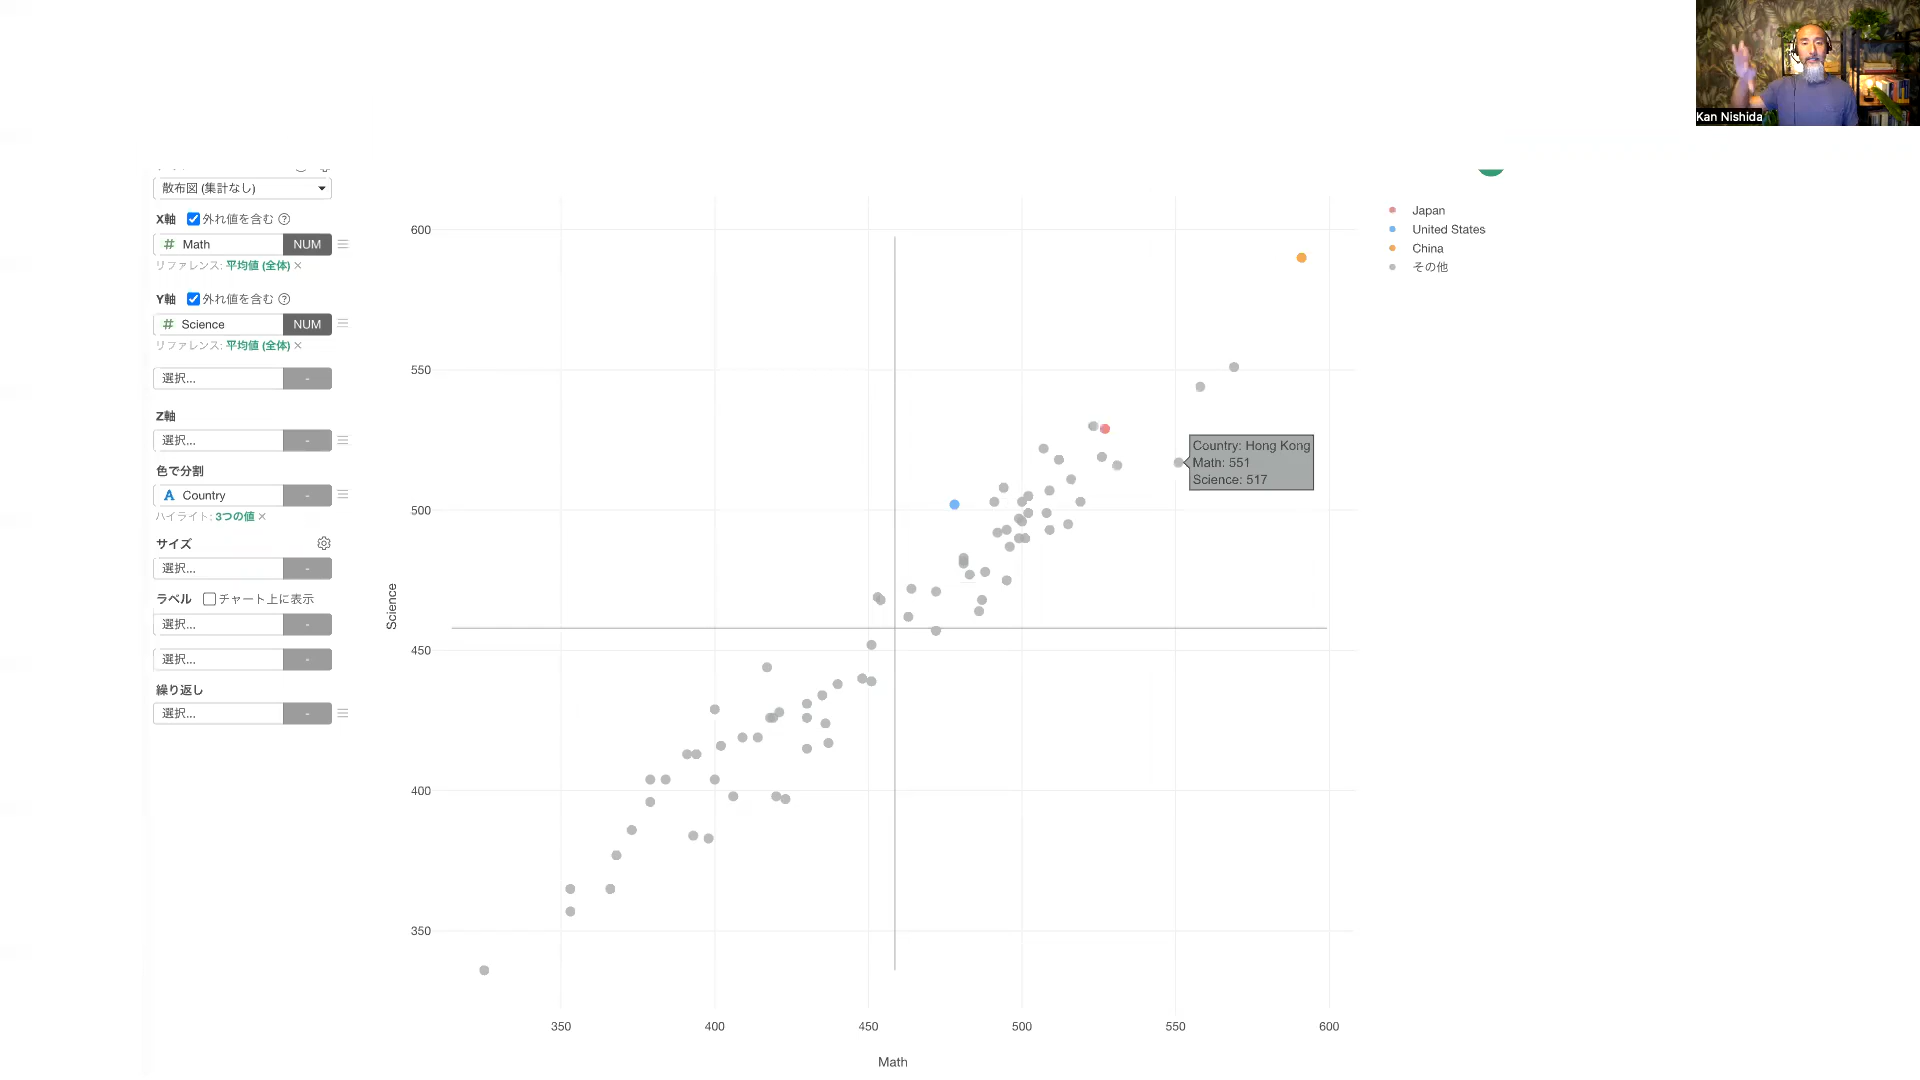 Kan Nishida
散布図 (集計なし)
X軸 外れ値を含む ?
# Math NUM
リファレンス: 平均値 (全体) ×
Y軸 外れ値を含む ?
# Science NUM
リファレンス: 平均値 (全体) ×
選択... -
Z軸
選択... -
色で分割
A Country -
ハイライト: 3つの値 ×
サイズ
選択... -
ラベル チャート上に表示
選択... -
選択... -
繰り返し
選択... -
600
550
500
450
400
350
Science
350 400 450 500 550 600
Math
Country: Hong Kong
Math: 551
Science: 517
Japan
United States
China
その他